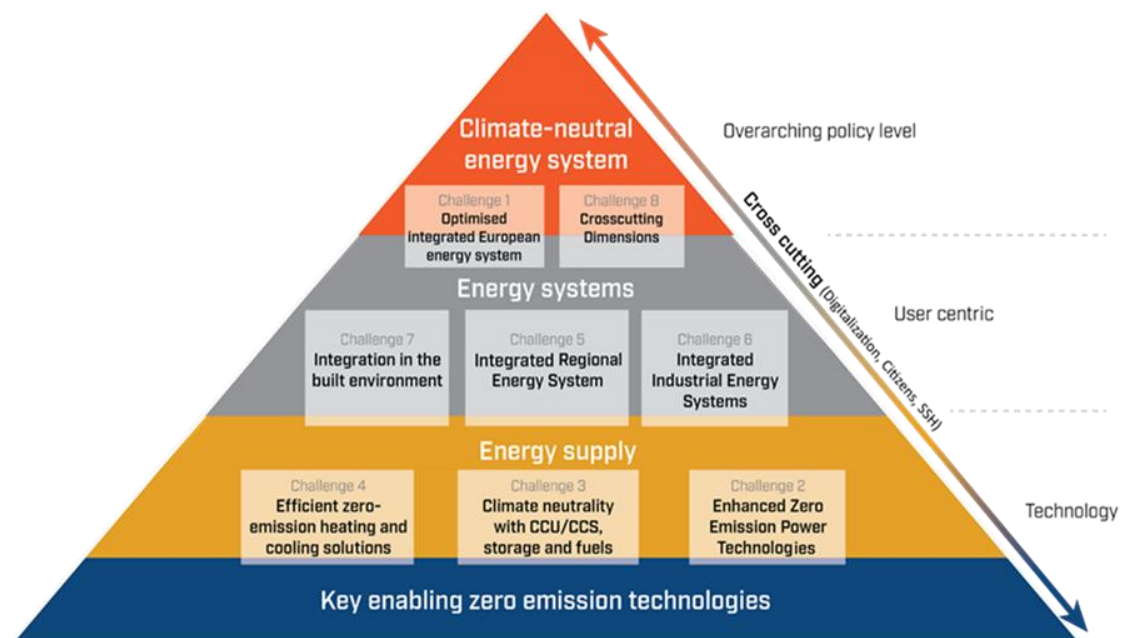 Climate-neutral
energy system
Overarching policy level
Challenge 1
Optimised
integrated European
energy system
Challenge 8
Crosscutting
Dimensions
Cross cutting (Digitalization, Citizens, SSH)
Energy systems
User centric
Challenge 7
Integration in the
built environment
Challenge 5
Integrated Regional
Energy System
Challenge 6
Integrated
Industrial Energy
Systems
Energy supply
Challenge 4
Efficient zero-
emission heating and
cooling solutions
Challenge 3
Climate neutrality
with CCU/CCS,
storage and fuels
Challenge 2
Enhanced Zero
Emission Power
Technologies
Technology
Key enabling zero emission technologies